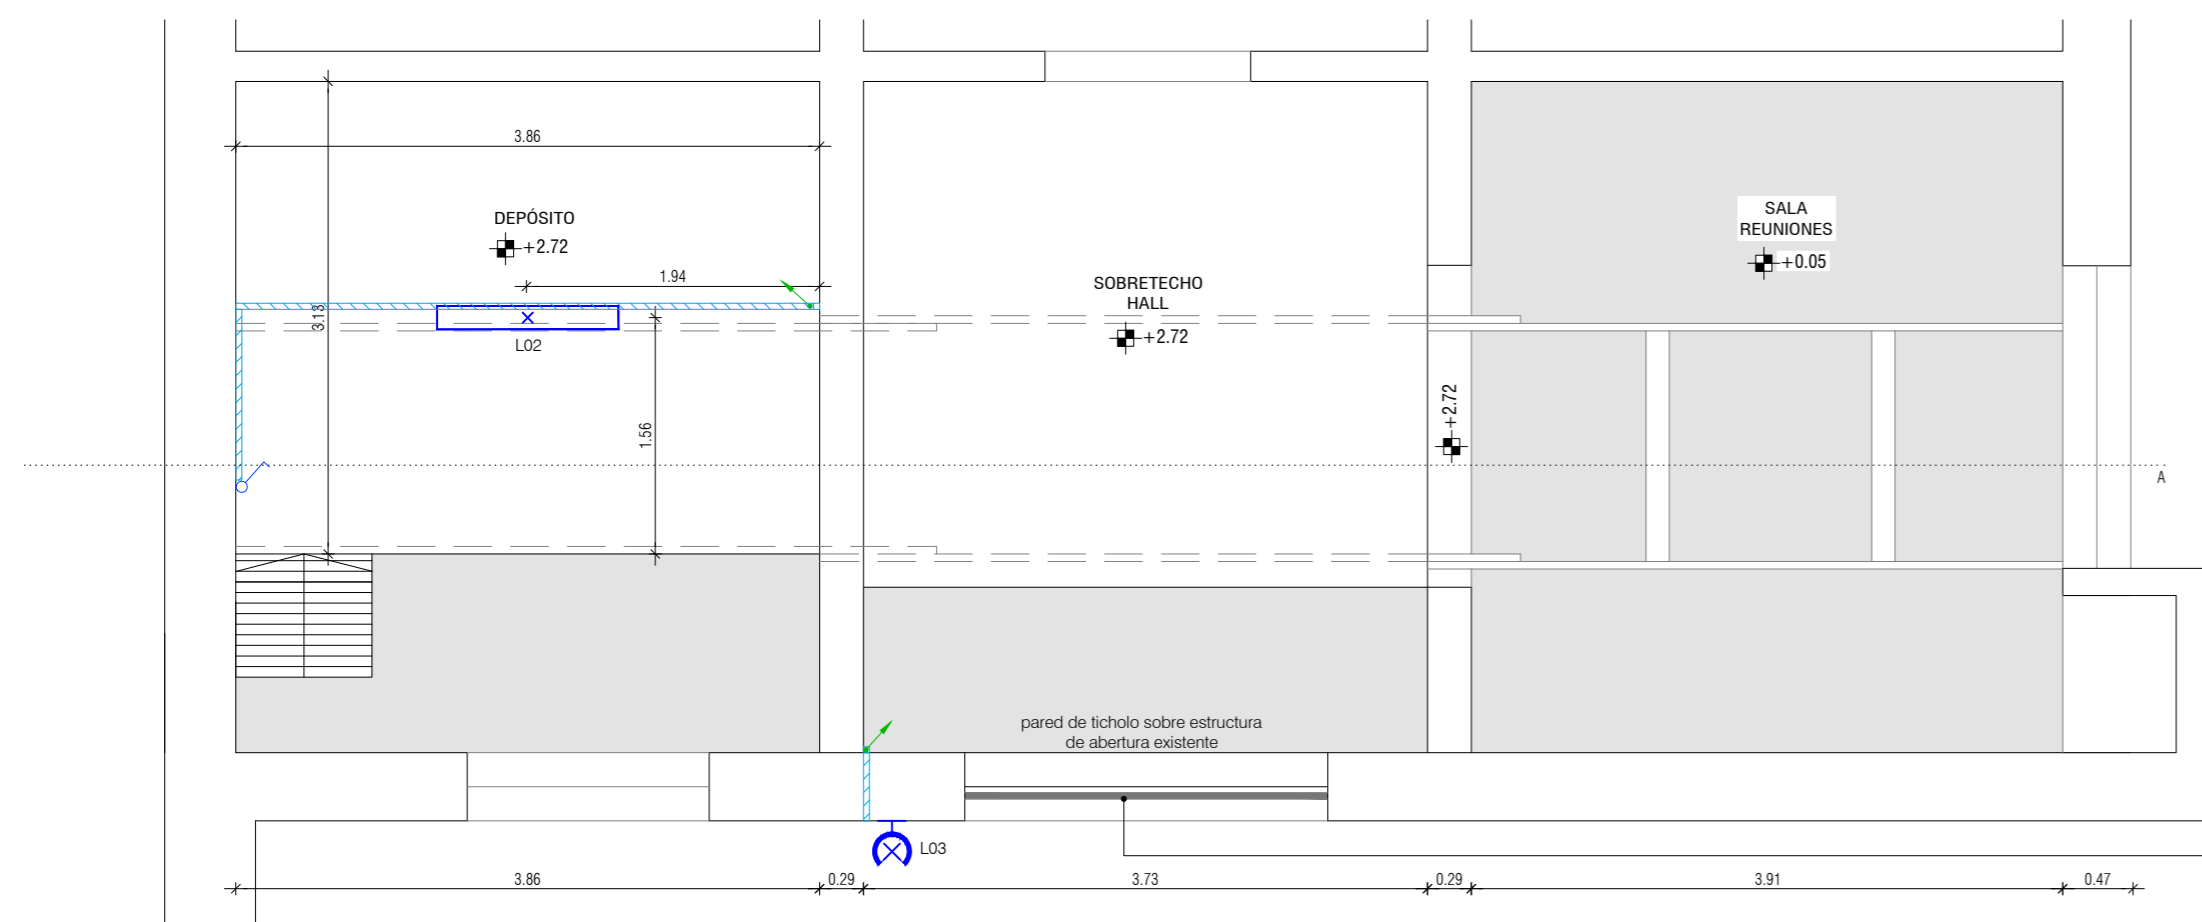 3.86
DEPÓSITO
+2.72
1.94
3.13
L02
1.56
SOBRETECHO
HALL
+2.72
+2.72
SALA
REUNIONES
+0.05
A
pared de ticholo sobre estructura
de abertura existente
L03
3.86
0.29
3.73
0.29
3.91
0.47